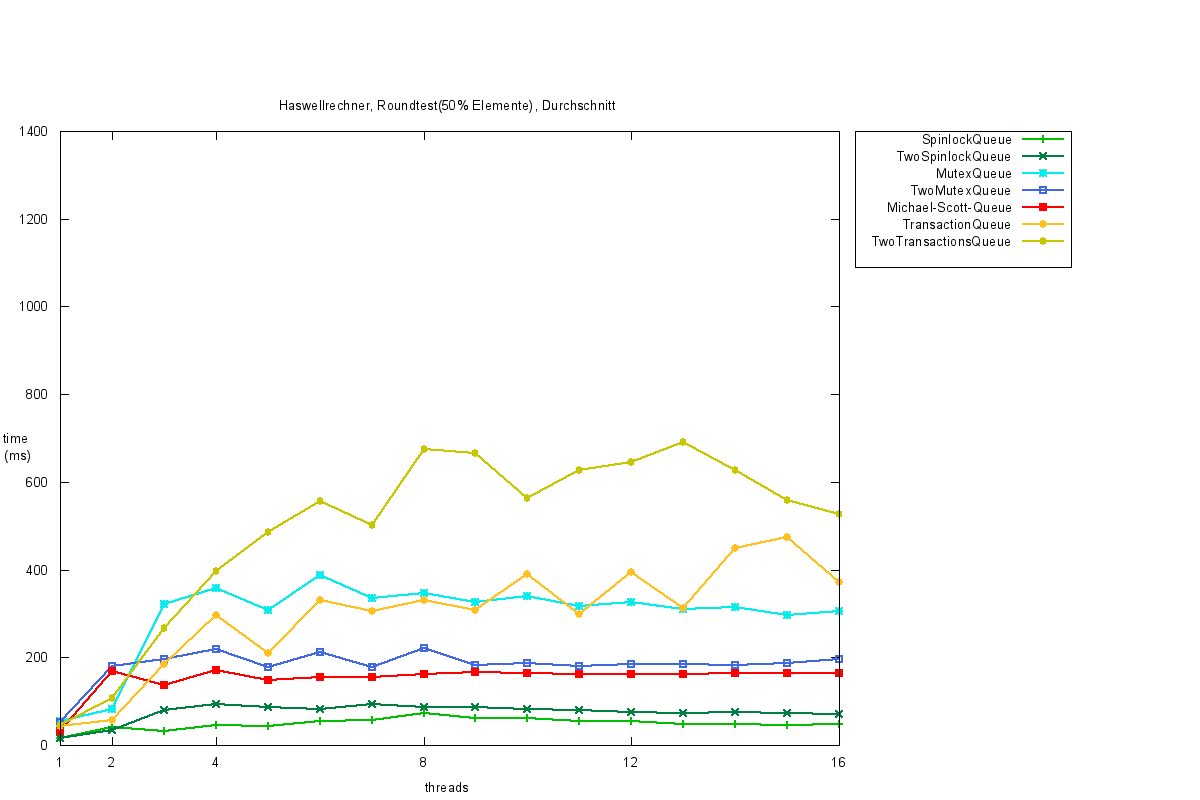 Haswellrechner, Roundtest(50% Elemente), Durchschnitt
1400
1200
1000
800
600
400
200
0
time
(ms)
1 2 4 8 12 16
threads
SpinlockQueue
TwoSpinlockQueue
MutexQueue
TwoMutexQueue
Michael-Scott-Queue
TransactionQueue
TwoTransactionsQueue